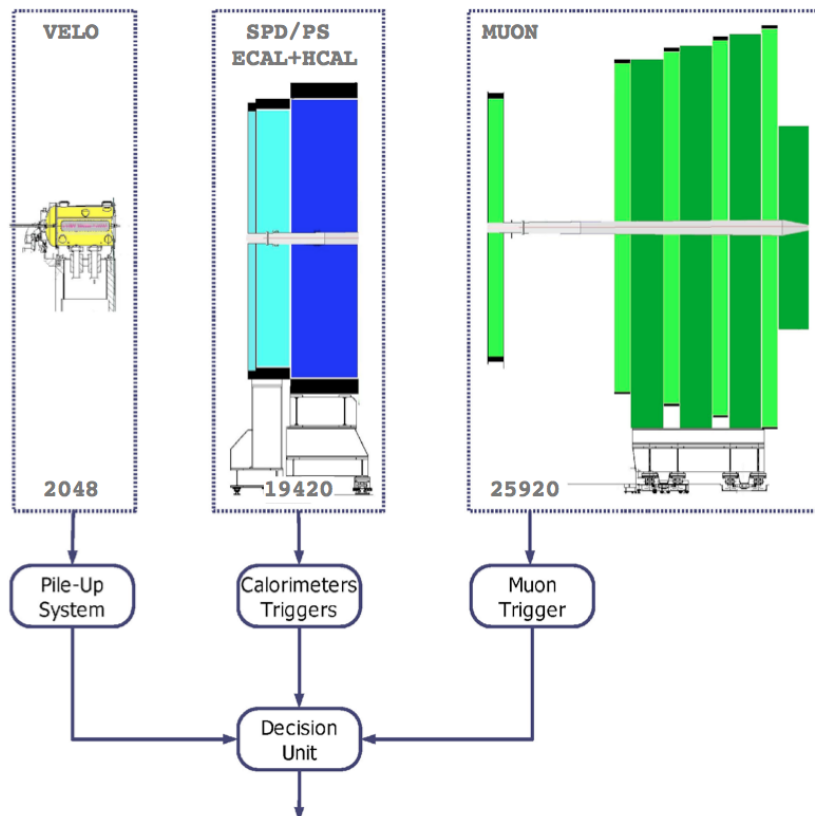 VELO
SPD/PS
ECAL+HCAL
MUON
2048
19420
25920
Pile-Up
System
Calorimeters
Triggers
Muon
Trigger
Decision
Unit